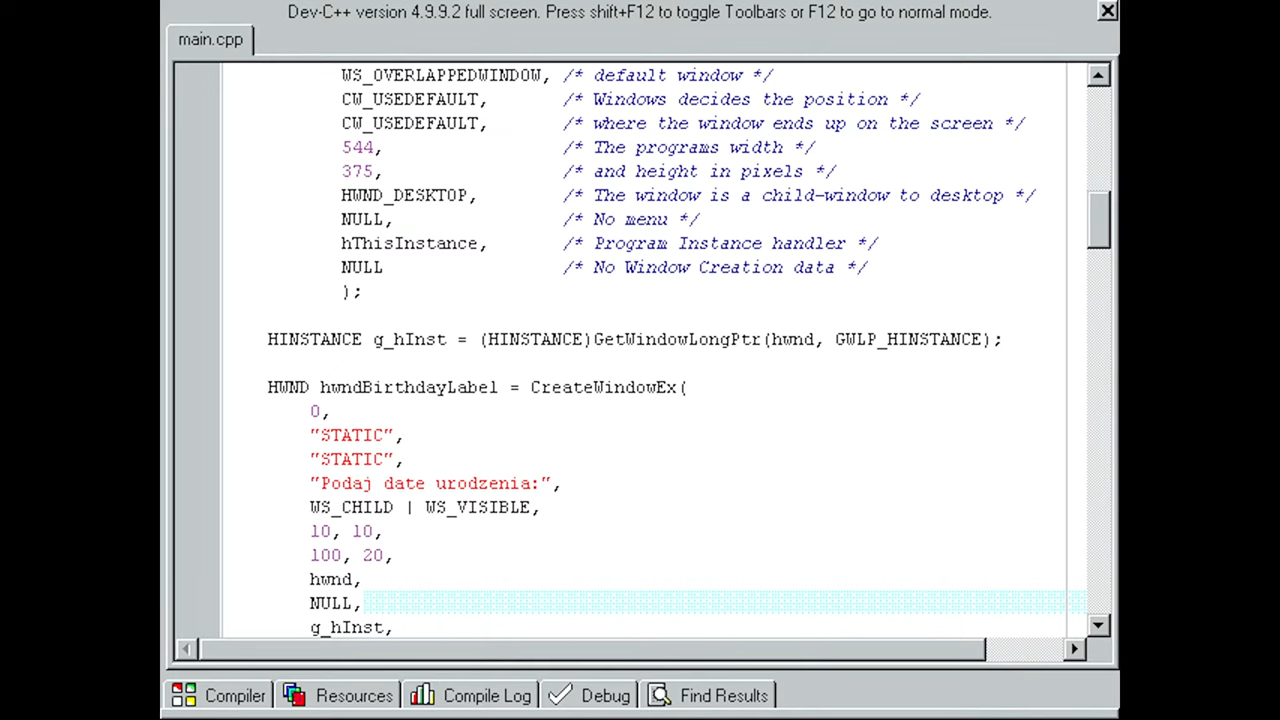 Dev-C++ version 4.9.9.2 full screen. Press shift+F12 to toggle Toolbars or F12 to go to normal mode.
main.cpp
WS_OVERLAPPEDWINDOW, /* default window */
CW_USEDEFAULT, /* Windows decides the position */
CW_USEDEFAULT, /* where the window ends up on the screen */
544, /* The programs width */
375, /* and height in pixels */
HWND_DESKTOP, /* The window is a child-window to desktop */
NULL, /* No menu */
hThisInstance, /* Program Instance handler */
NULL /* No Window Creation data */
);
HINSTANCE g_hInst = (HINSTANCE)GetWindowLongPtr(hwnd, GWLP_HINSTANCE);
HWND hwndBirthdayLabel = CreateWindowEx(
0,
"STATIC",
"STATIC",
"Podaj date urodzenia:",
WS_CHILD | WS_VISIBLE,
10, 10,
100, 20,
hwnd,
NULL,
g_hInst,
Compiler Resources Compile Log Debug Find Results